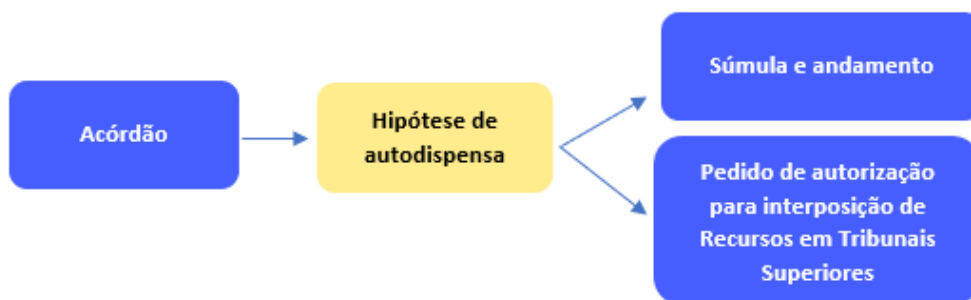 Acórdão
Hipótese de
autodispensa
Súmula e andamento
Pedido de autorização
para interposição de
Recursos em Tribunais
Superiores